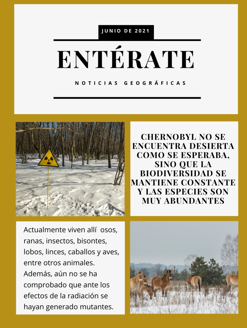 JUNIO DE 2021
ENTÉRATE
NOTICIAS GEOGRÁFICAS
CHERNOBYL NO SE
ENCUENTRA DESIERTA
COMO SE ESPERABA,
SINO QUE LA
BIODIVERSIDAD SE
MANTIENE CONSTANTE
Y LAS ESPECIES SON
MUY ABUNDANTES
Actualmente viven allí osos,
ranas, insectos, bisontes,
lobos, linces, caballos y aves,
entre otros animales.
Además, aún no se ha
comprobado que ante los
efectos de la radiación se
hayan generado mutantes.